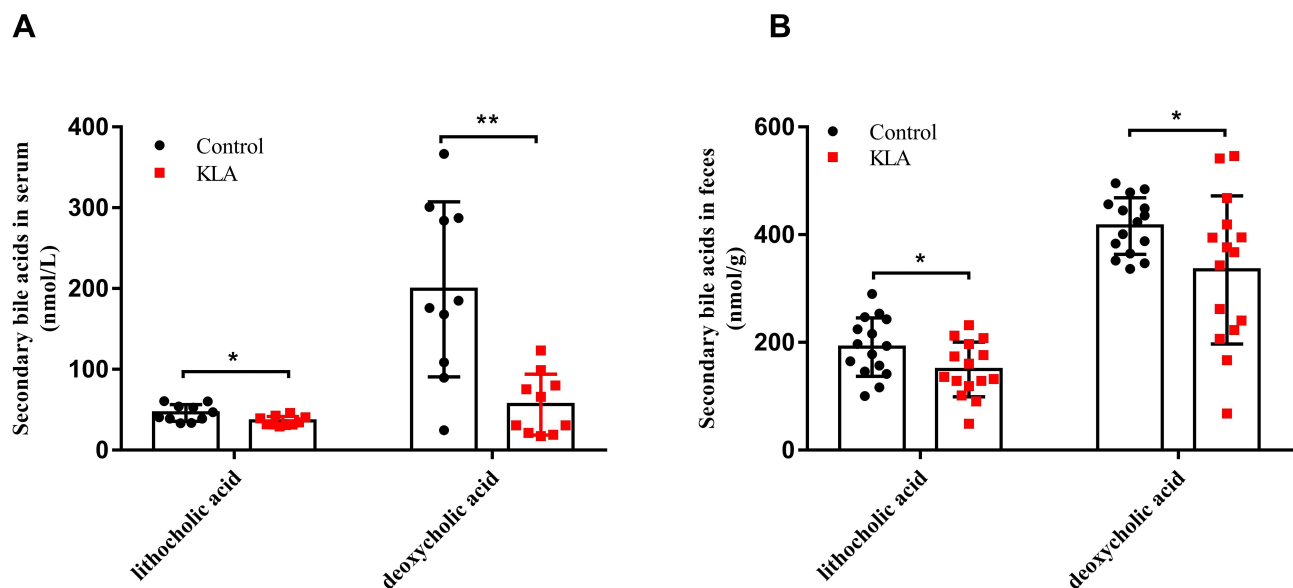 A
Secondary bile acids in serum
(nmol/L)
400
300
200
100
0
Control
KLA
*
**
lithocholic acid
deoxycholic acid
B
Secondary bile acids in feces
(nmol/g)
600
400
200
0
Control
KLA
*
*
lithocholic acid
deoxycholic acid